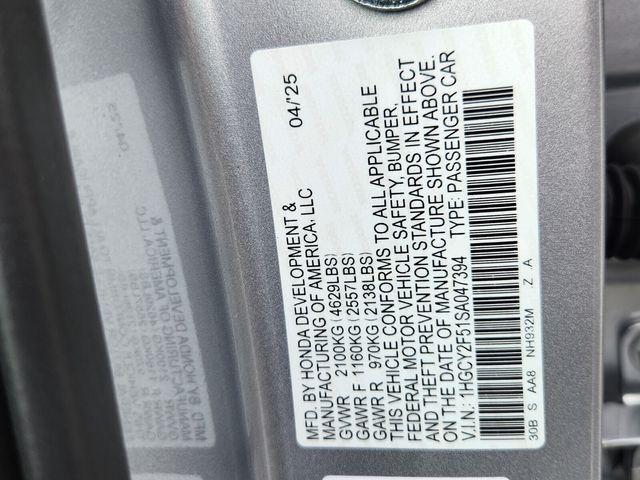 MFD. BY HONDA DEVELOPMENT &
MANUFACTURING OF AMERICA, LLC 04/'25
GVWR 2100KG (4629LBS)
GAWR F 1160KG (2557LBS)
GAWR R 970KG (2138LBS)
THIS VEHICLE CONFORMS TO ALL APPLICABLE
FEDERAL MOTOR VEHICLE SAFETY, BUMPER,
AND THEFT PREVENTION STANDARDS IN EFFECT
ON THE DATE OF MANUFACTURE SHOWN ABOVE.
V.I.N.: 1HGCY2F51SA047394 TYPE: PASSENGER CAR
30B S AA8 NH932M Z A